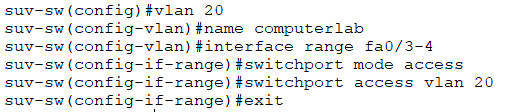 suv-sw(config)#vlan 20
suv-sw(config-vlan)#name computerlab
suv-sw(config-vlan)#interface range fa0/3-4
suv-sw(config-if-range)#switchport mode access
suv-sw(config-if-range)#switchport access vlan 20
suv-sw(config-if-range)#exit